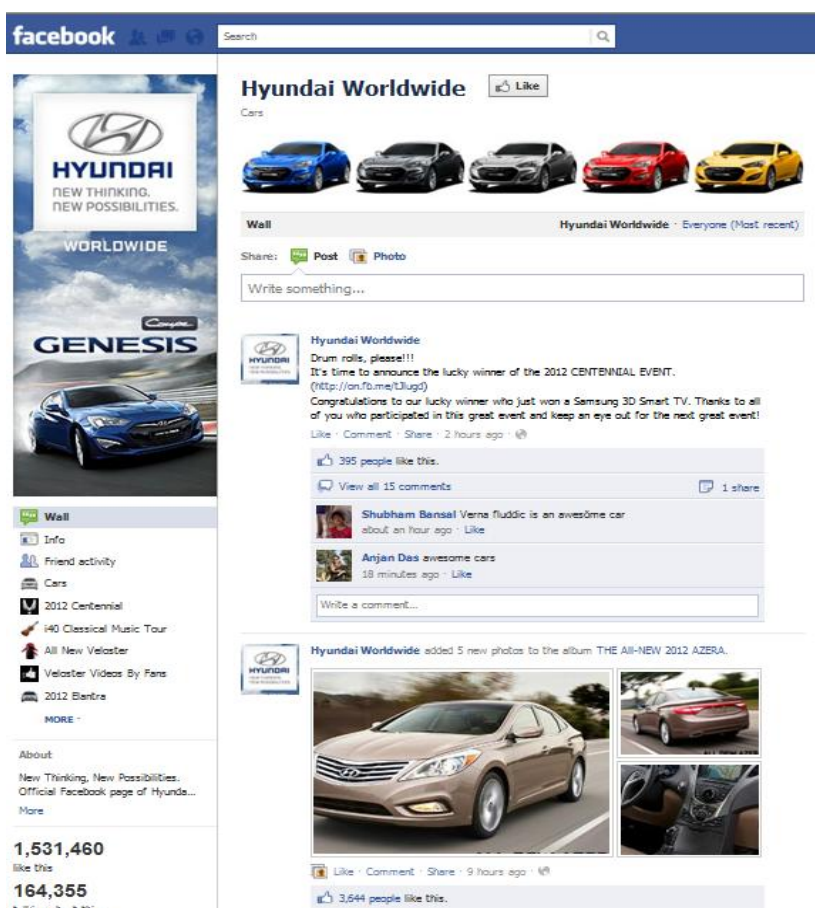 facebook
Search
HYUNDAI
NEW THINKING.
NEW POSSIBILITIES.
WORLDWIDE
Coupe
GENESIS
Wall
Info
Friend activity
Cars
2012 Centennial
i40 Classical Music Tour
All New Veloster
Veloster Videos By Fans
2012 Elantra
MORE
About
New Thinking, New Possibilities.
Official Facebook page of Hyunda...
More
1,531,460
like this
164,355
Hyundai Worldwide Like
Cars
Wall Hyundai Worldwide · Everyone (Most recent)
Share: Post Photo
Write something...
HYUNDAI
Hyundai Worldwide
Drum rolls, please!!!
It's time to announce the lucky winner of the 2012 CENTENNIAL EVENT.
(http://on.fb.me/tJlugd)
Congratulations to our lucky winner who just won a Samsung 3D Smart TV. Thanks to all
of you who participated in this great event and keep an eye out for the next great event!
Like · Comment · Share · 2 hours ago ·
395 people like this.
View all 15 comments 1 share
Shubham Bansal Verna fluddic is an awesöme car
about an hour ago · Like
Anjan Das awesome cars
18 minutes ago · Like
Write a comment...
HYUNDAI
Hyundai Worldwide added 5 new photos to the album THE All-NEW 2012 AZERA.
Like · Comment · Share · 9 hours ago ·
3,644 people like this.